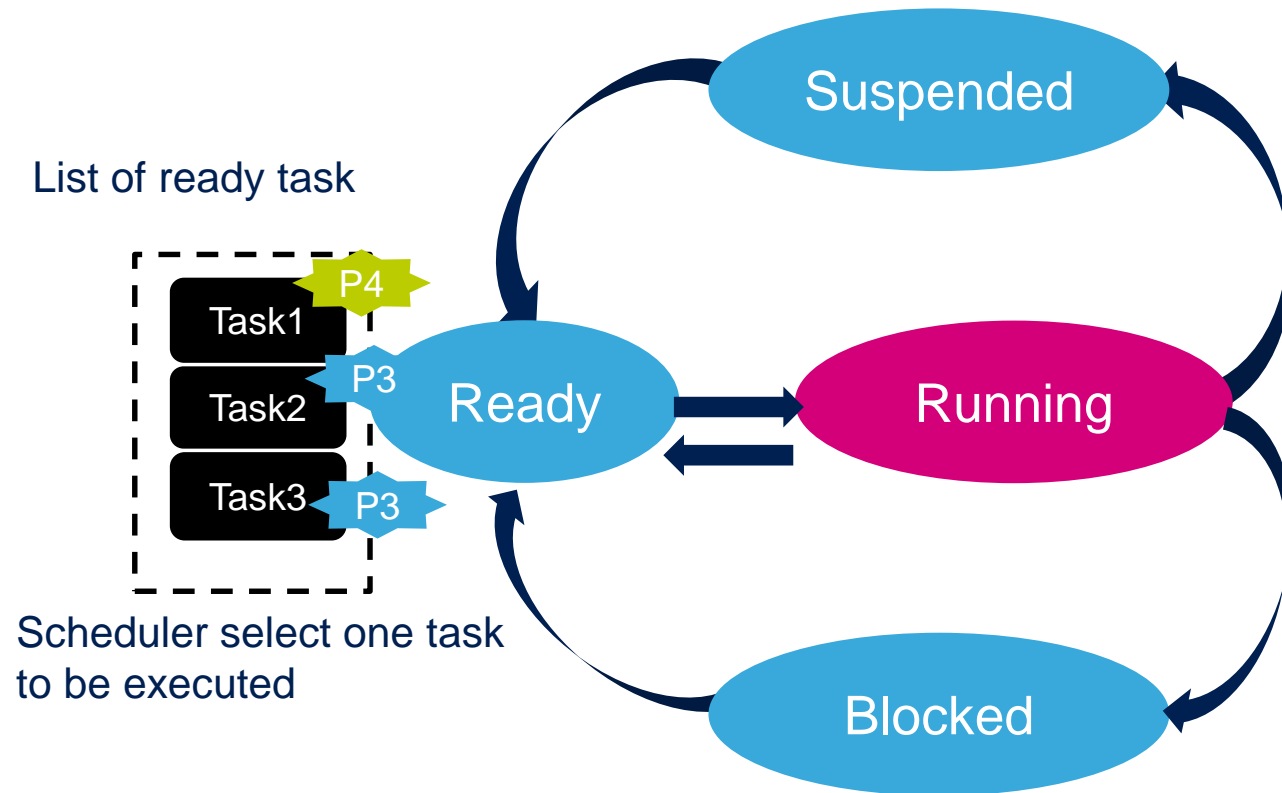 Suspended
List of ready task
P4
Task1
P3
Task2
Ready
Running
Task3
P3
Scheduler select one task
to be executed
Blocked